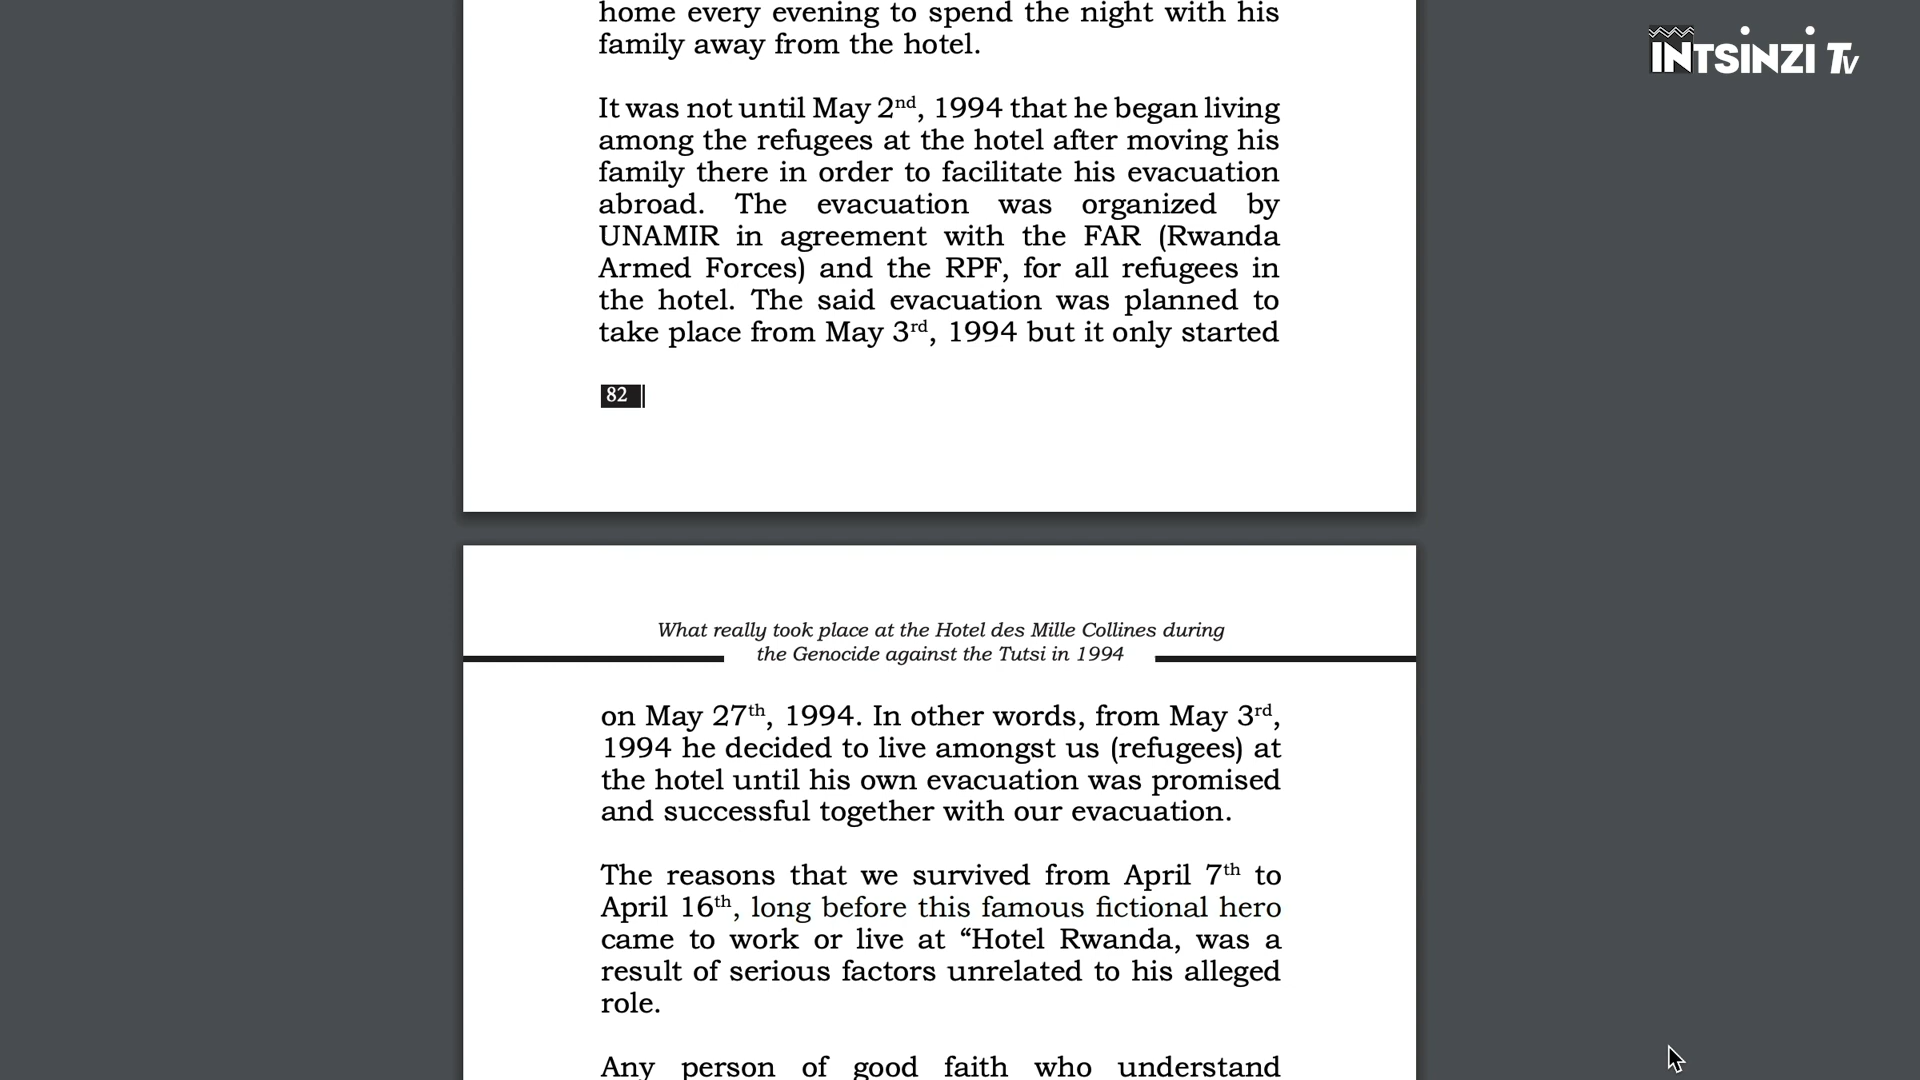 home every evening to spend the night with his
family away from the hotel.
INTSINZI TV
It was not until May 2nd, 1994 that he began living
among the refugees at the hotel after moving his
family there in order to facilitate his evacuation
abroad. The evacuation was organized by
UNAMIR in agreement with the FAR (Rwanda
Armed Forces) and the RPF, for all refugees in
the hotel. The said evacuation was planned to
take place from May 3rd, 1994 but it only started
82
What really took place at the Hotel des Mille Collines during
the Genocide against the Tutsi in 1994
on May 27th, 1994. In other words, from May 3rd,
1994 he decided to live amongst us (refugees) at
the hotel until his own evacuation was promised
and successful together with our evacuation.
The reasons that we survived from April 7th to
April 16th, long before this famous fictional hero
came to work or live at “Hotel Rwanda, was a
result of serious factors unrelated to his alleged
role.
Any person of good faith who understand